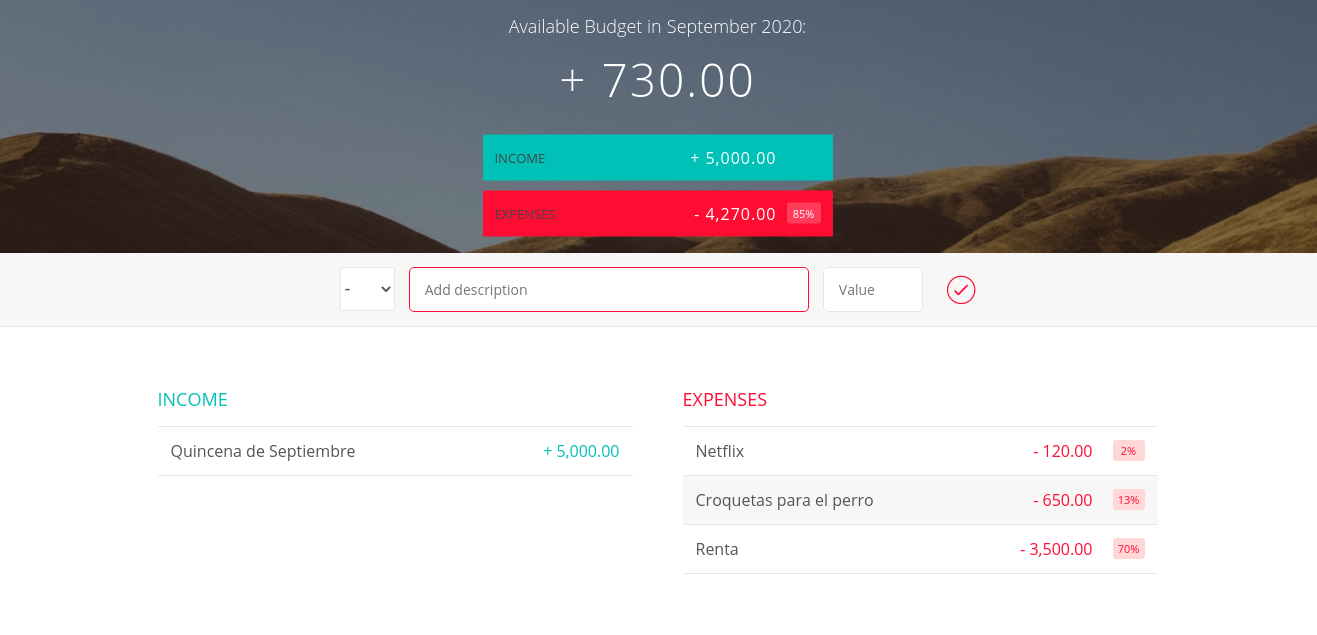 Available Budget in September 2020:
+ 730.00
INCOME + 5,000.00
EXPENSES - 4,270.00 85%
- Add description Value
INCOME
Quincena de Septiembre + 5,000.00
EXPENSES
Netflix - 120.00 2%
Croquetas para el perro - 650.00 13%
Renta - 3,500.00 70%